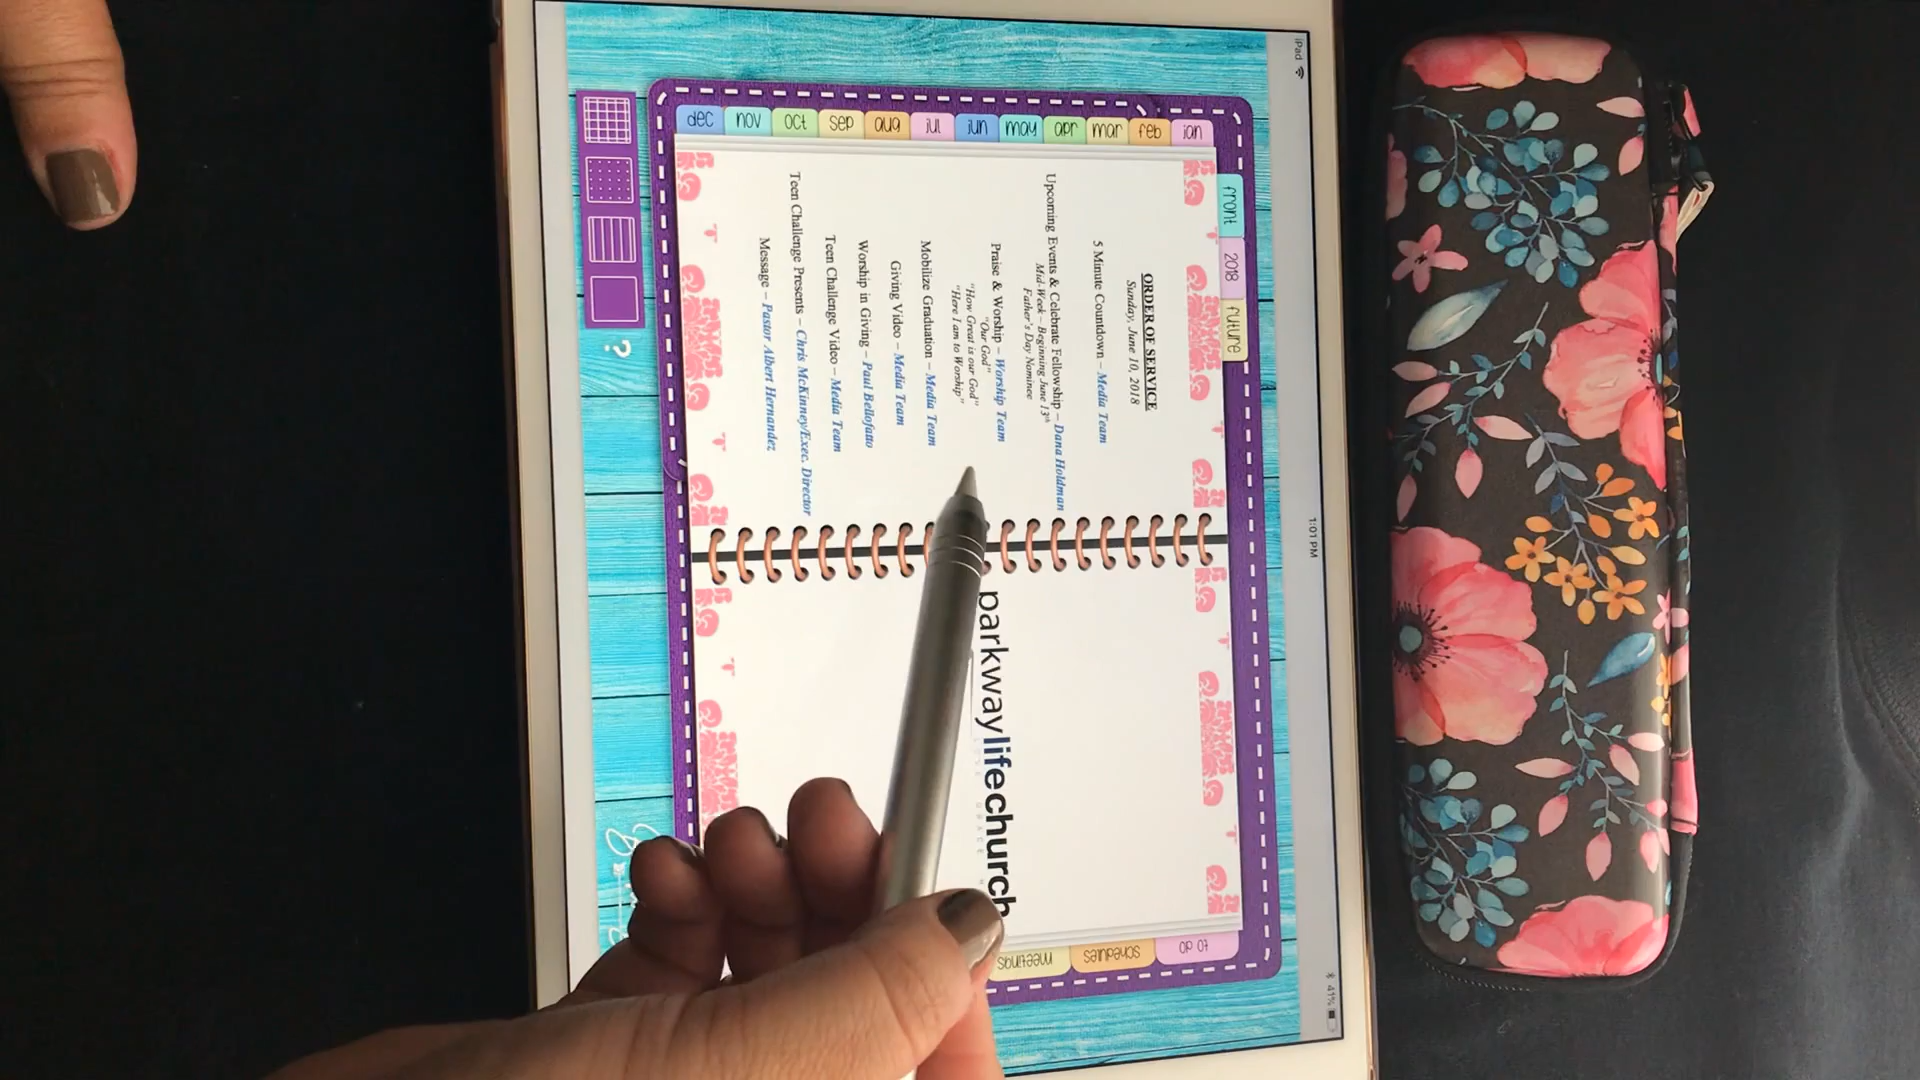 iPad
1:01 PM
41%
front
2018
future
jan
feb
mar
apr
may
jun
jul
aug
sep
oct
nov
dec
ORDER OF SERVICE
Sunday, June 10, 2018
5 Minute Countdown – Media Team
Upcoming Events & Celebrate Fellowship – Dana Holdman
Mid-Week – Beginning June 13th
Father's Day Nominee
Praise & Worship – Worship Team
"Our God"
"How Great is our God"
"Here I am to Worship"
Mobilize Graduation – Media Team
Giving Video – Media Team
Worship in Giving – Paul Bellofatto
Teen Challenge Video – Media Team
Teen Challenge Presents – Chris McKinney/Exec. Director
Message – Pastor Albert Hernandez
parkwaylifechurch
to do
schedules
meetings
?